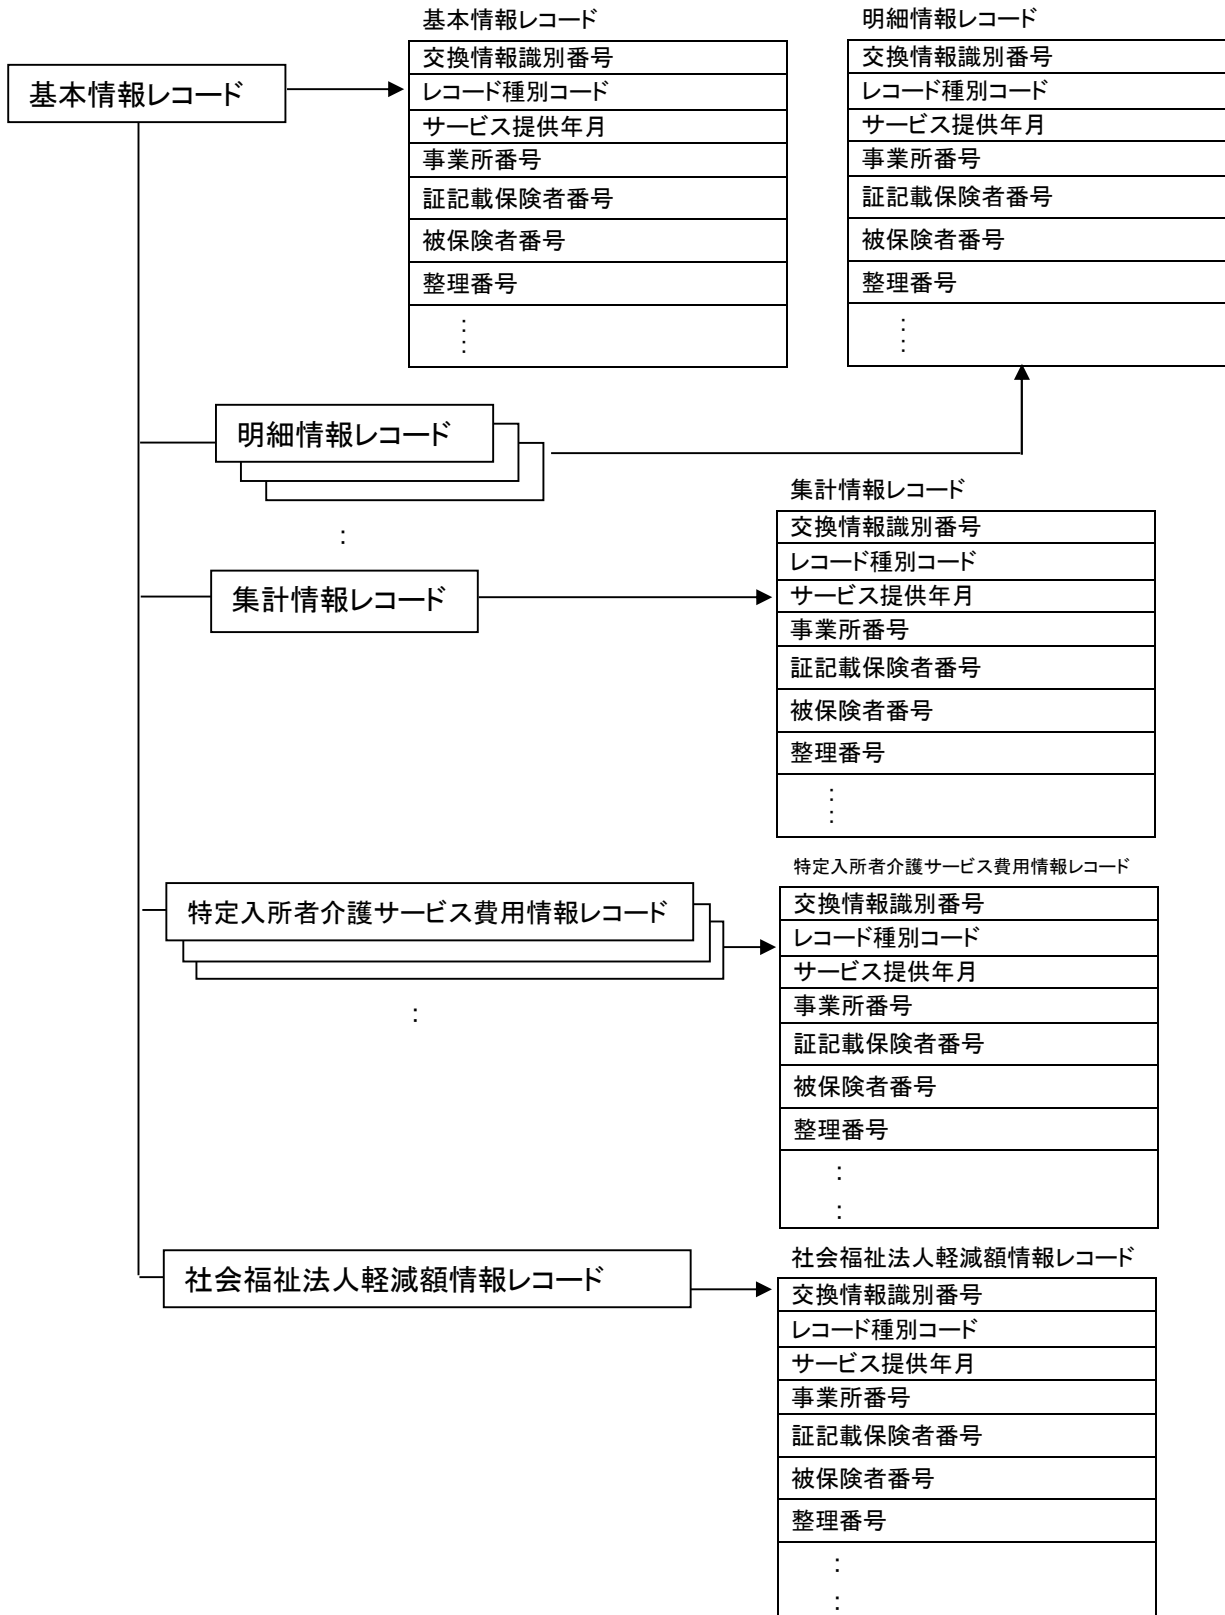 基本情報レコード
基本情報レコード
交換情報識別番号
レコード種別コード
サービス提供年月
事業所番号
証記載保険者番号
被保険者番号
整理番号
:
:
明細情報レコード
交換情報識別番号
レコード種別コード
サービス提供年月
事業所番号
証記載保険者番号
被保険者番号
整理番号
:
:
明細情報レコード
:
集計情報レコード
集計情報レコード
交換情報識別番号
レコード種別コード
サービス提供年月
事業所番号
証記載保険者番号
被保険者番号
整理番号
:
:
特定入所者介護サービス費用情報レコード
:
特定入所者介護サービス費用情報レコード
交換情報識別番号
レコード種別コード
サービス提供年月
事業所番号
証記載保険者番号
被保険者番号
整理番号
:
:
社会福祉法人軽減額情報レコード
社会福祉法人軽減額情報レコード
交換情報識別番号
レコード種別コード
サービス提供年月
事業所番号
証記載保険者番号
被保険者番号
整理番号
:
: